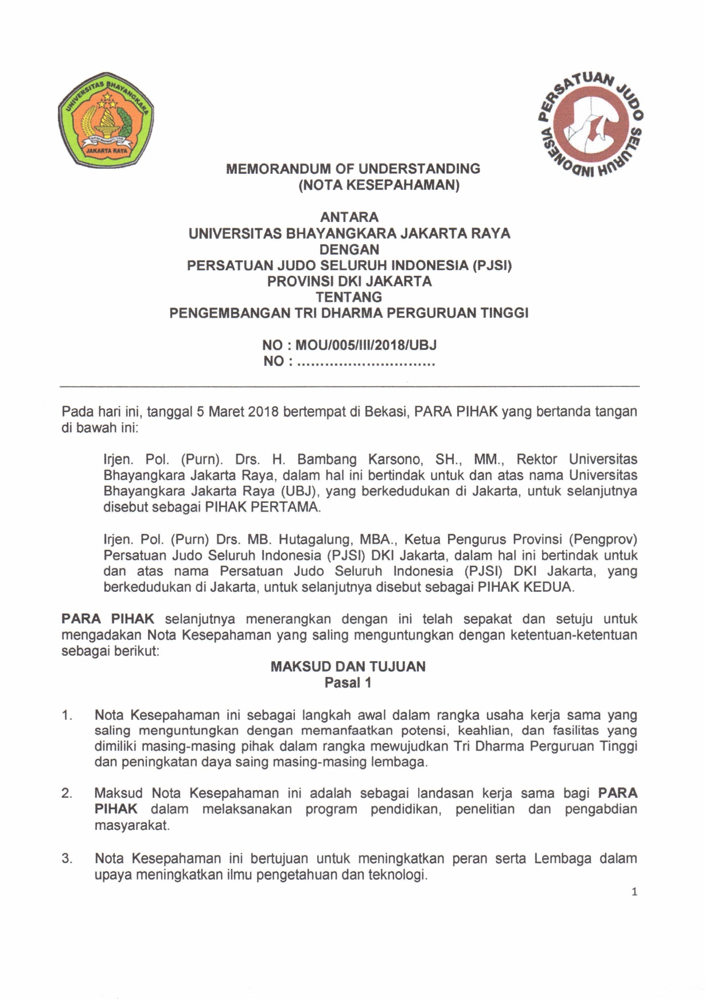 UNIVERSITAS BHAYANGKARA
JAKARTA RAYA
PERSATUAN JUDO SELURUH INDONESIA
MEMORANDUM OF UNDERSTANDING
(NOTA KESEPAHAMAN)
ANTARA
UNIVERSITAS BHAYANGKARA JAKARTA RAYA
DENGAN
PERSATUAN JUDO SELURUH INDONESIA (PJSI)
PROVINSI DKI JAKARTA
TENTANG
PENGEMBANGAN TRI DHARMA PERGURUAN TINGGI
NO : MOU/005/III/2018/UBJ
NO : ..............................
Pada hari ini, tanggal 5 Maret 2018 bertempat di Bekasi, PARA PIHAK yang bertanda tangan
di bawah ini:
Irjen. Pol. (Purn). Drs. H. Bambang Karsono, SH., MM., Rektor Universitas
Bhayangkara Jakarta Raya, dalam hal ini bertindak untuk dan atas nama Universitas
Bhayangkara Jakarta Raya (UBJ), yang berkedudukan di Jakarta, untuk selanjutnya
disebut sebagai PIHAK PERTAMA.
Irjen. Pol. (Purn) Drs. MB. Hutagalung, MBA., Ketua Pengurus Provinsi (Pengprov)
Persatuan Judo Seluruh Indonesia (PJSI) DKI Jakarta, dalam hal ini bertindak untuk
dan atas nama Persatuan Judo Seluruh Indonesia (PJSI) DKI Jakarta, yang
berkedudukan di Jakarta, untuk selanjutnya disebut sebagai PIHAK KEDUA.
PARA PIHAK selanjutnya menerangkan dengan ini telah sepakat dan setuju untuk
mengadakan Nota Kesepahaman yang saling menguntungkan dengan ketentuan-ketentuan
sebagai berikut:
MAKSUD DAN TUJUAN
Pasal 1
1. Nota Kesepahaman ini sebagai langkah awal dalam rangka usaha kerja sama yang
saling menguntungkan dengan memanfaatkan potensi, keahlian, dan fasilitas yang
dimiliki masing-masing pihak dalam rangka mewujudkan Tri Dharma Perguruan Tinggi
dan peningkatan daya saing masing-masing lembaga.
2. Maksud Nota Kesepahaman ini adalah sebagai landasan kerja sama bagi PARA
PIHAK dalam melaksanakan program pendidikan, penelitian dan pengabdian
masyarakat.
3. Nota Kesepahaman ini bertujuan untuk meningkatkan peran serta Lembaga dalam
upaya meningkatkan ilmu pengetahuan dan teknologi.
1